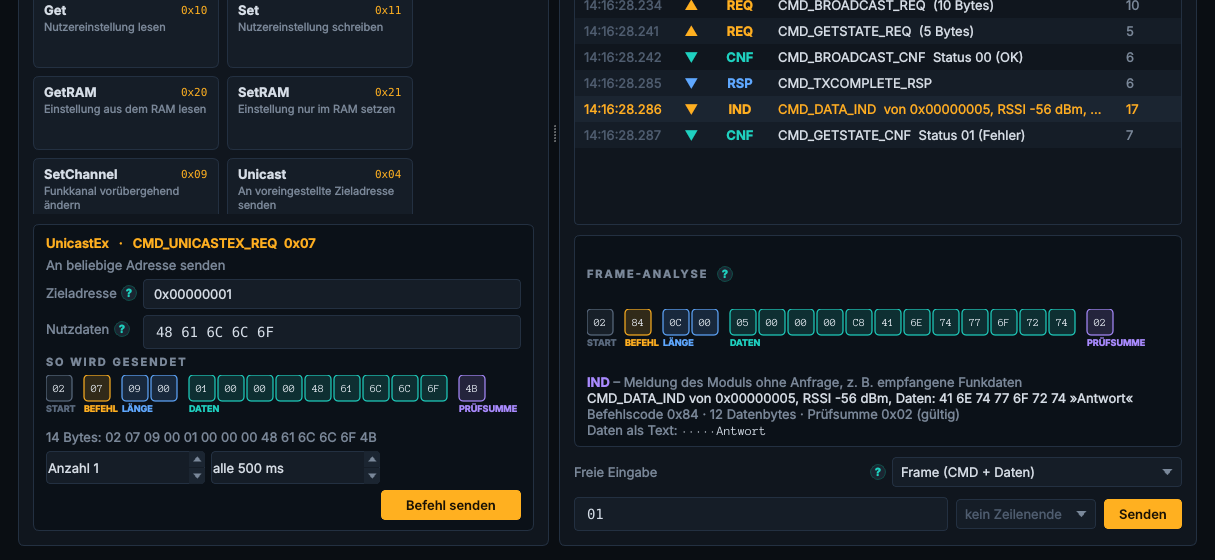 Get 0x10
Nutzereinstellung lesen
Set 0x11
Nutzereinstellung schreiben
GetRAM 0x20
Einstellung aus dem RAM lesen
SetRAM 0x21
Einstellung nur im RAM setzen
SetChannel 0x09
Funkkanal vorübergehend
ändern
Unicast 0x04
An voreingestellte Zieladresse
senden
UnicastEx · CMD_UNICASTEX_REQ 0x07
An beliebige Adresse senden
Zieladresse ? 0x00000001
Nutzdaten ? 48 61 6C 6C 6F
SO WIRD GESENDET
02 07 09 00 01 00 00 00 48 61 6C 6C 6F 4B
START BEFEHL LÄNGE DATEN PRÜFSUMME
14 Bytes: 02 07 09 00 01 00 00 00 48 61 6C 6C 6F 4B
Anzahl 1 alle 500 ms
Befehl senden
14:16:28.234 ▲ REQ CMD_BROADCAST_REQ (10 Bytes) 10
14:16:28.241 ▲ REQ CMD_GETSTATE_REQ (5 Bytes) 5
14:16:28.242 ▼ CNF CMD_BROADCAST_CNF Status 00 (OK) 6
14:16:28.285 ▼ RSP CMD_TXCOMPLETE_RSP 6
14:16:28.286 ▼ IND CMD_DATA_IND von 0x00000005, RSSI -56 dBm, ... 17
14:16:28.287 ▼ CNF CMD_GETSTATE_CNF Status 01 (Fehler) 7
FRAME-ANALYSE ?
02 84 0C 00 05 00 00 00 C8 41 6E 74 77 6F 72 74 02
START BEFEHL LÄNGE DATEN PRÜFSUMME
IND – Meldung des Moduls ohne Anfrage, z. B. empfangene Funkdaten
CMD_DATA_IND von 0x00000005, RSSI -56 dBm, Daten: 41 6E 74 77 6F 72 74 »Antwort«
Befehlscode 0x84 · 12 Datenbytes · Prüfsumme 0x02 (gültig)
Daten als Text: ·····Antwort
Freie Eingabe ? Frame (CMD + Daten)
01 kein Zeilenende Senden